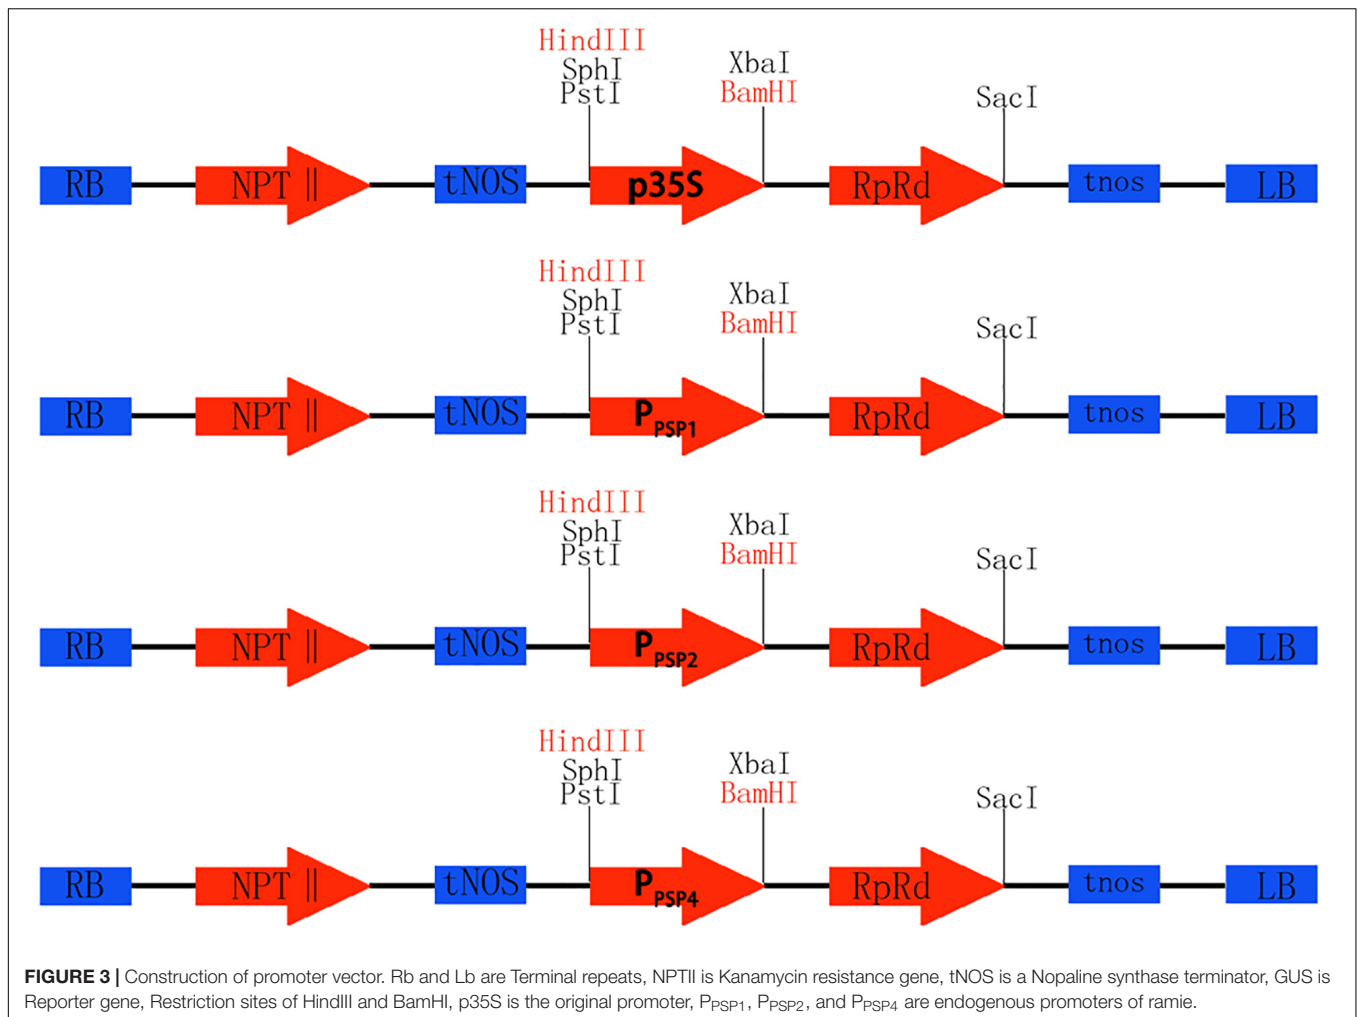 HindIII
SphI
PstI
XbaI
BamHI
SacI
RB NPT II tNOS p35S RpRd tnos LB
HindIII
SphI
PstI
XbaI
BamHI
SacI
RB NPT II tNOS PPSP1 RpRd tnos LB
HindIII
SphI
PstI
XbaI
BamHI
SacI
RB NPT II tNOS PPSP2 RpRd tnos LB
HindIII
SphI
PstI
XbaI
BamHI
SacI
RB NPT II tNOS PPSP4 RpRd tnos LB
FIGURE 3 | Construction of promoter vector. Rb and Lb are Terminal repeats, NPTII is Kanamycin resistance gene, tNOS is a Nopaline synthase terminator, GUS is
Reporter gene, Restriction sites of HindIII and BamHI, p35S is the original promoter, PPSP1, PPSP2, and PPSP4 are endogenous promoters of ramie.